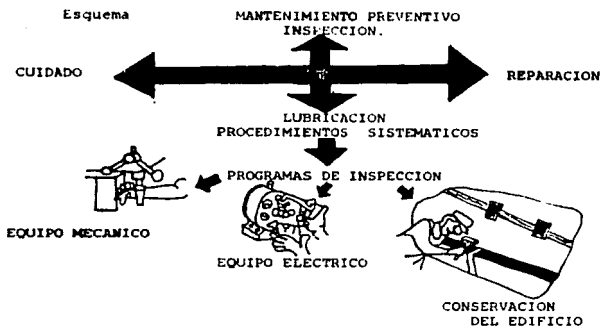 Esquema
MANTENIMIENTO PREVENTIVO
INSPECCION.
CUIDADO
REPARACION
LUBRICACION
PROCEDIMIENTOS SISTEMATICOS
PROGRAMAS DE INSPECCION
EQUIPO MECANICO
EQUIPO ELECTRICO
CONSERVACION
DEL EDIFICIO